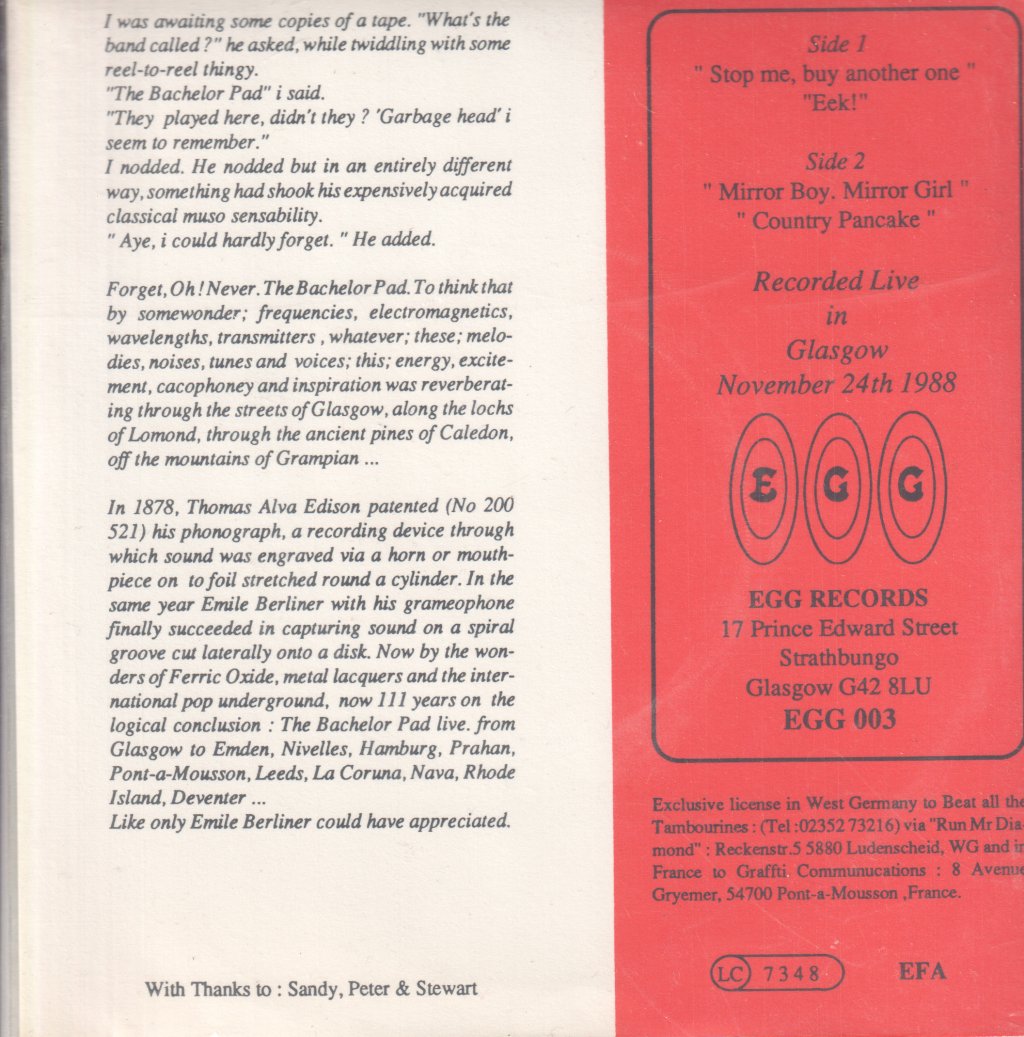 I was awaiting some copies of a tape. "What's the
band called ?" he asked, while twiddling with some
reel-to-reel thingy.
"The Bachelor Pad" i said.
"They played here, didn't they ? 'Garbage head' i
seem to remember."
I nodded. He nodded but in an entirely different
way, something had shook his expensively acquired
classical muso sensability.
" Aye, i could hardly forget. " He added.
Forget, Oh ! Never. The Bachelor Pad. To think that
by somewonder; frequencies, electromagnetics,
wavelengths, transmitters , whatever; these; melo-
dies, noises, tunes and voices; this; energy, excite-
ment, cacophoney and inspiration was reverberat-
ing through the streets of Glasgow, along the lochs
of Lomond, through the ancient pines of Caledon,
off the mountains of Grampian ...
In 1878, Thomas Alva Edison patented (No 200
521) his phonograph, a recording device through
which sound was engraved via a horn or mouth-
piece on to foil stretched round a cylinder. In the
same year Emile Berliner with his grameophone
finally succeeded in capturing sound on a spiral
groove cut laterally onto a disk. Now by the won-
ders of Ferric Oxide, metal lacquers and the inter-
national pop underground, now 111 years on the
logical conclusion : The Bachelor Pad live. from
Glasgow to Emden, Nivelles, Hamburg, Prahan,
Pont-a-Mousson, Leeds, La Coruna, Nava, Rhode
Island, Deventer ...
Like only Emile Berliner could have appreciated.
With Thanks to : Sandy, Peter & Stewart
Side 1
" Stop me, buy another one "
"Eek!"
Side 2
" Mirror Boy. Mirror Girl "
" Country Pancake "
Recorded Live
in
Glasgow
November 24th 1988
E G G
EGG RECORDS
17 Prince Edward Street
Strathbungo
Glasgow G42 8LU
EGG 003
Exclusive license in West Germany to Beat all the
Tambourines : (Tel :02352 73216) via "Run Mr Dia-
mond" : Reckenstr.5 5880 Ludenscheid, WG and in
France to Graffti Communucations : 8 Avenue
Gryemer, 54700 Pont-a-Mousson ,France.
LC 7348
EFA